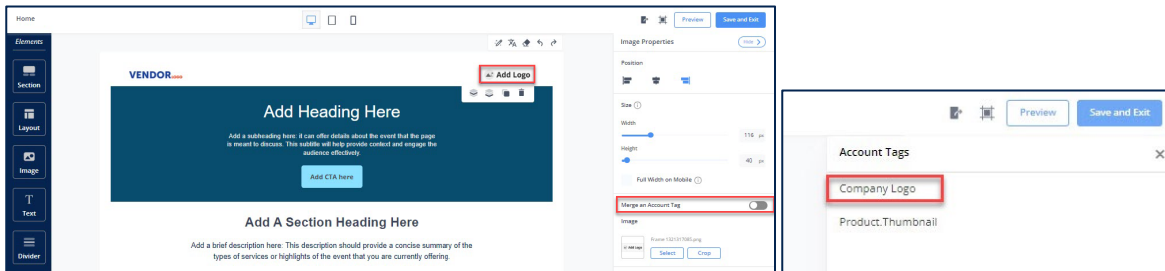 Home
Preview
Save and Exit
Elements
Section
Layout
Image
Text
Divider
VENDOR LOGO
Add Logo
Add Heading Here
Add a subheading here: it can offer details about the event that the page
is meant to discuss. This subtitle will help provide context and engage the
audience effectively.
Add CTA here
Add A Section Heading Here
Add a brief description here: This description should provide a concise summary of the
types of services or highlights of the event that you are currently offering.
Image Properties
Hide
Position
Size
Width
116 px
Height
40 px
Full Width on Mobile
Merge an Account Tag
Image
Add Logo
Select
Crop
Preview
Save and Exit
Account Tags
Company Logo
Product.Thumbnail